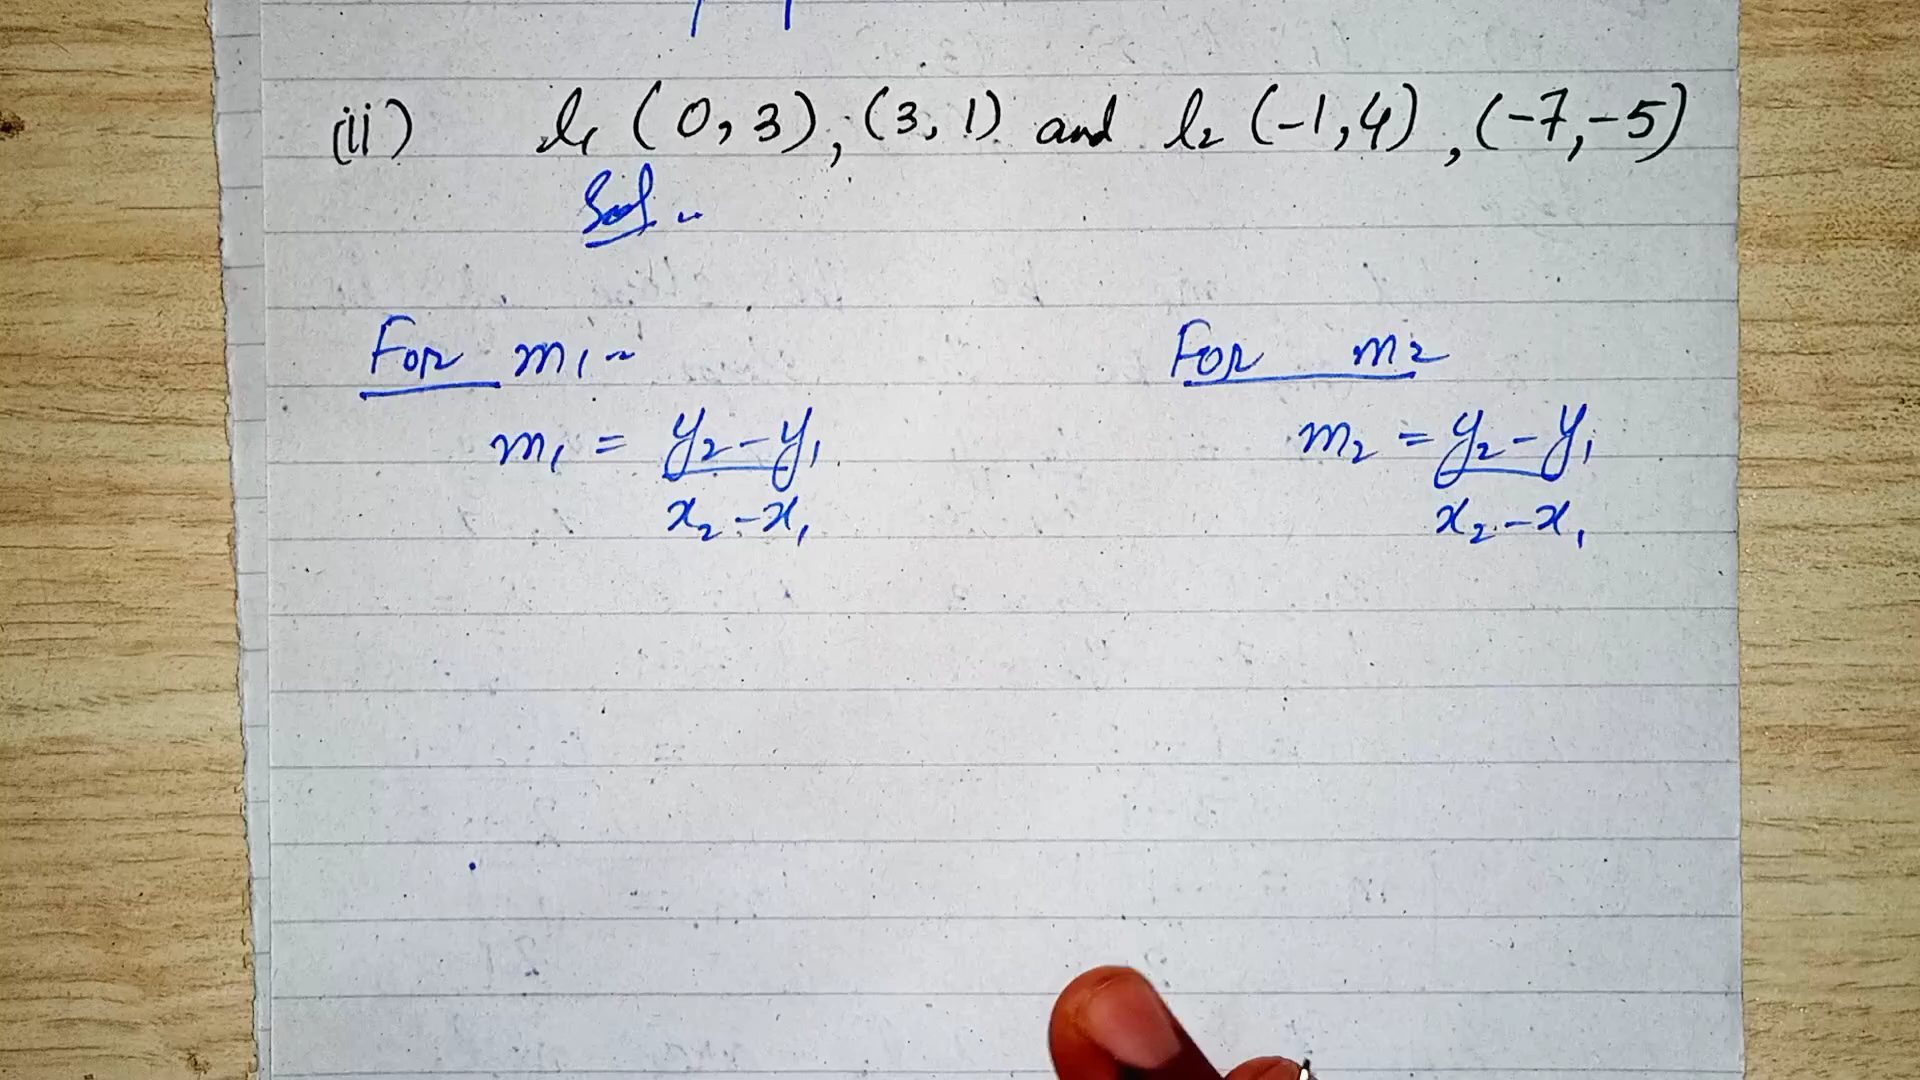 (ii) l₁ (0,3), (3,1) and l₂ (-1,4), (-7,-5)
Sol..
For m₁~ For m₂
m₁ = y₂-y₁ m₂ = y₂-y₁
x₂-x₁ x₂-x₁